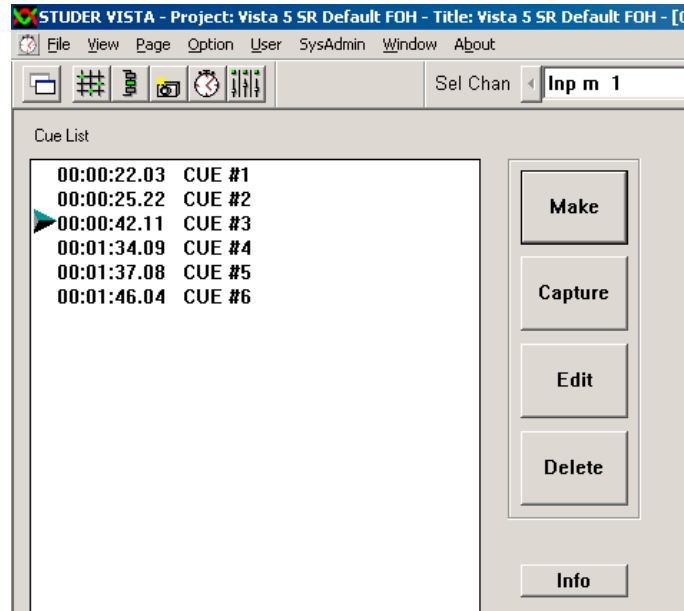 STUDER VISTA - Project: Vista 5 SR Default FOH - Title: Vista 5 SR Default FOH - [
File View Page Option User SysAdmin Window About
Sel Chan Inp m 1
Cue List
00:00:22.03 CUE #1
00:00:25.22 CUE #2
00:00:42.11 CUE #3
00:01:34.09 CUE #4
00:01:37.08 CUE #5
00:01:46.04 CUE #6
Make
Capture
Edit
Delete
Info